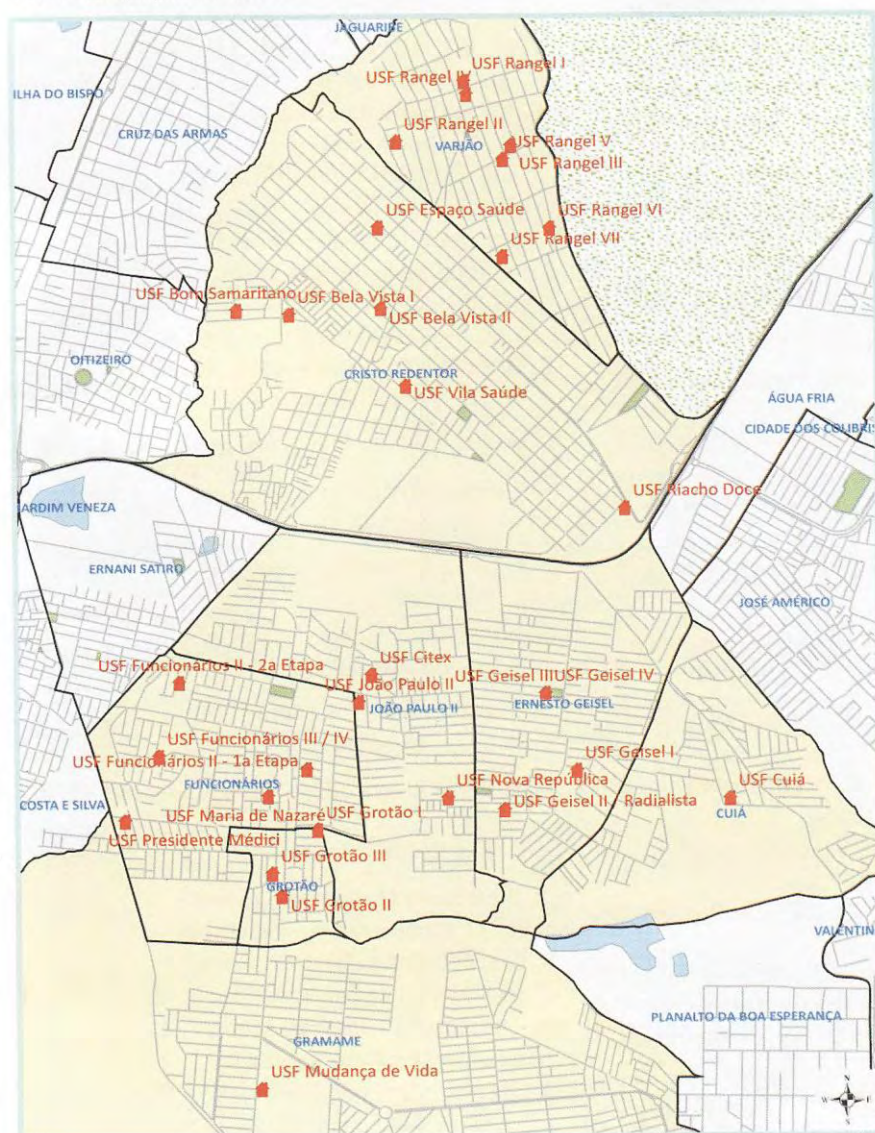 JAGUARIBE
USF Rangel I
USF Rangel IV
ILHA DO BISPO
CRUZ DAS ARMAS
USF Rangel II
USF Rangel V
VARJÃO
USF Rangel III
USF Espaço Saúde
USF Rangel VI
USF Rangel VII
USF Bom Samaritano
USF Bela Vista I
USF Bela Vista II
OITIZEIRO
CRISTO REDENTOR
USF Vila Saúde
ÁGUA FRIA
CIDADE DOS COLIBRIS
USF Riacho Doce
JARDIM VENEZA
ERNANI SATIRO
JOSÉ AMÉRICO
USF Funcionários II - 2a Etapa
USF Citex
USF Geisel III
USF Geisel IV
USF João Paulo II
JOÃO PAULO II
ERNESTO GEISEL
USF Funcionários III / IV
USF Funcionários II - 1a Etapa
USF Geisel I
FUNCIONÁRIOS
USF Nova República
USF Cuiá
COSTA E SILVA
USF Maria de Nazaré
USF Grotão I
USF Geisel II - Radialista
CUIÁ
USF Presidente Médici
USF Grotão III
GROTÃO
USF Grotão II
VALENTIN
PLANALTO DA BOA ESPERANÇA
GRAMAME
USF Mudança de Vida
N
W E
S